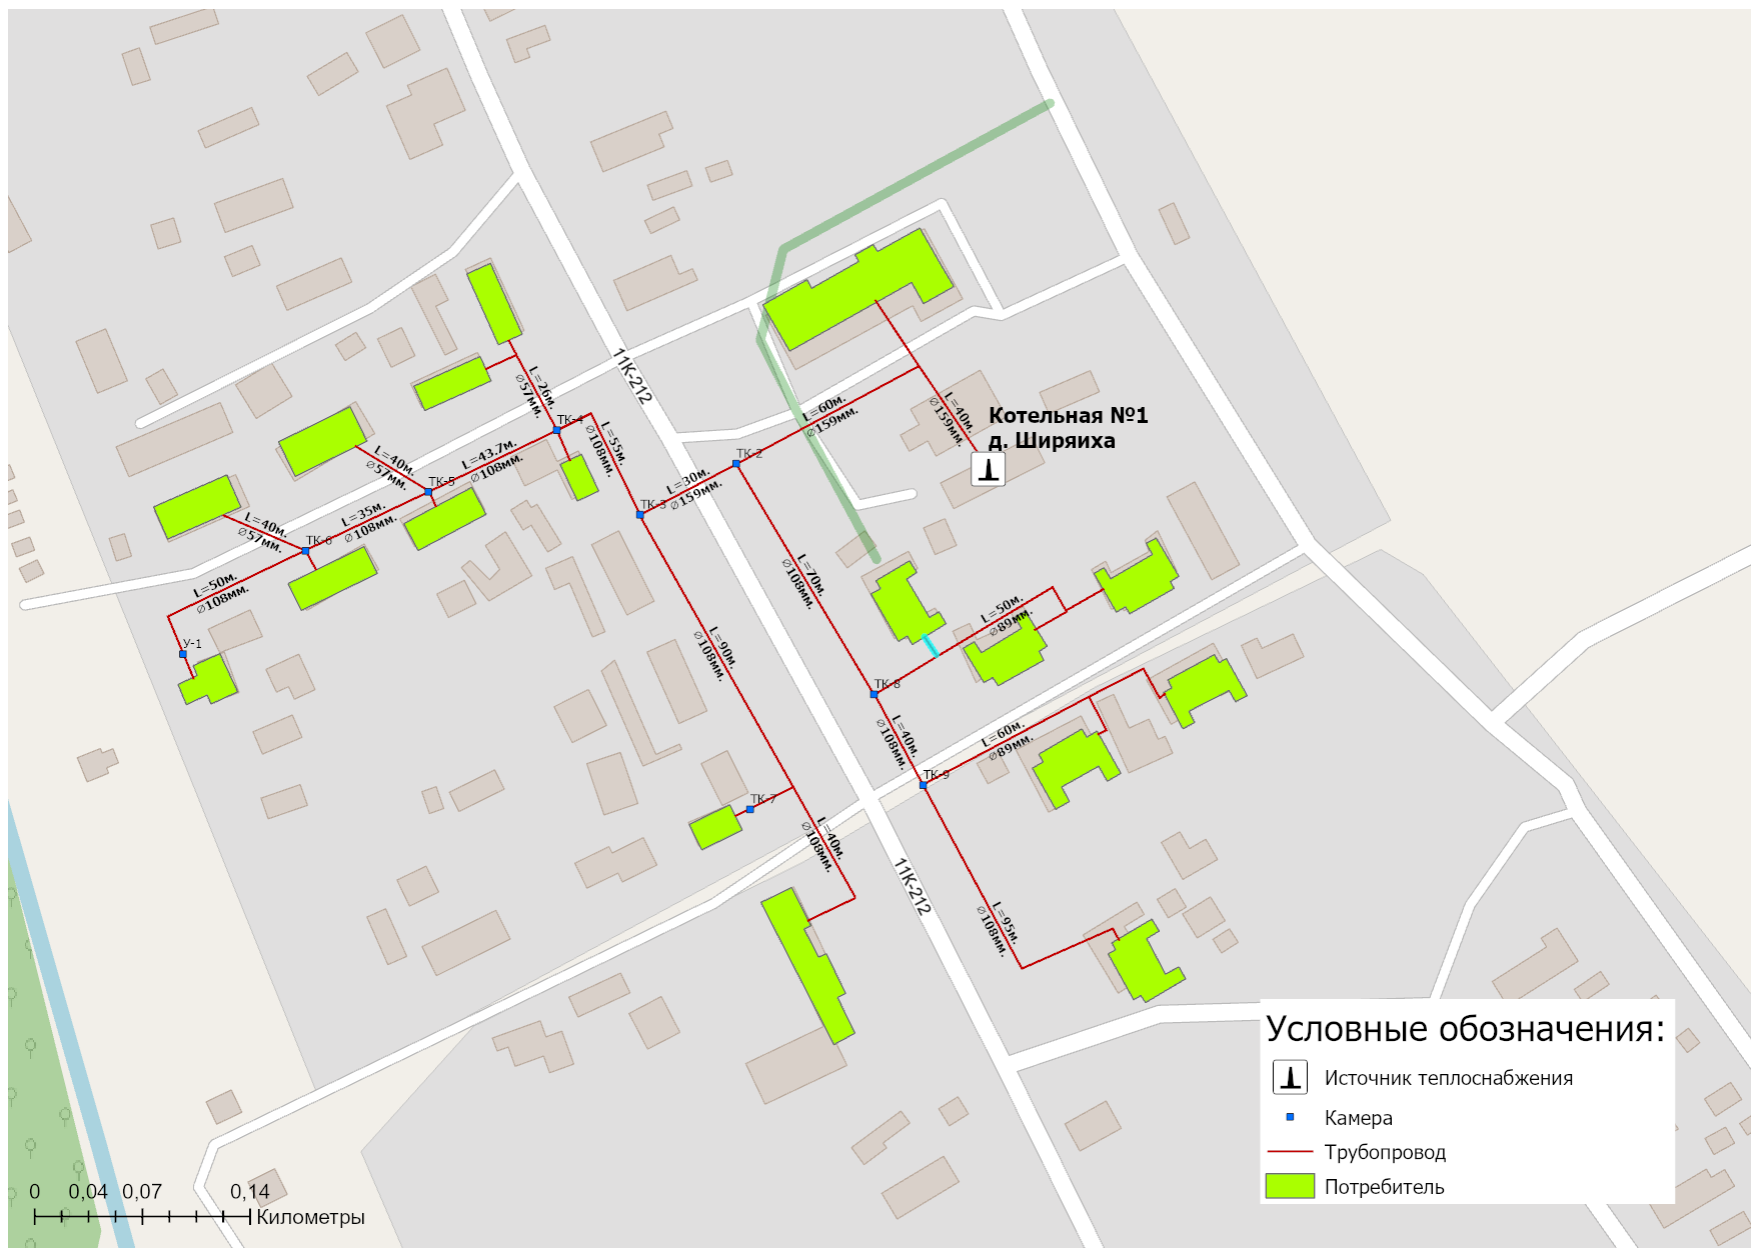 11К-212
L=26м.
∅57мм.
ТК-4
L=55м.
∅108мм.
L=60м.
∅159мм.
L=40м.
∅159мм.
Котельная №1
д. Ширяиха
L=40м.
∅57мм.
L=43.7м.
∅108мм.
ТК-5
ТК-2
L=30м.
∅159мм.
ТК-3
L=35м.
∅108мм.
L=40м.
∅57мм.
ТК-6
L=50м.
∅108мм.
У-1
L=70м.
∅108мм.
L=50м.
∅89мм.
L=90м.
∅108мм.
ТК-8
L=40м.
∅108мм.
L=60м.
∅89мм.
ТК-9
ТК-7
L=40м.
∅108мм.
11К-212
L=95м.
∅108мм.
Условные обозначения:
Источник теплоснабжения
Камера
Трубопровод
Потребитель
0 0,04 0,07 0,14
Километры